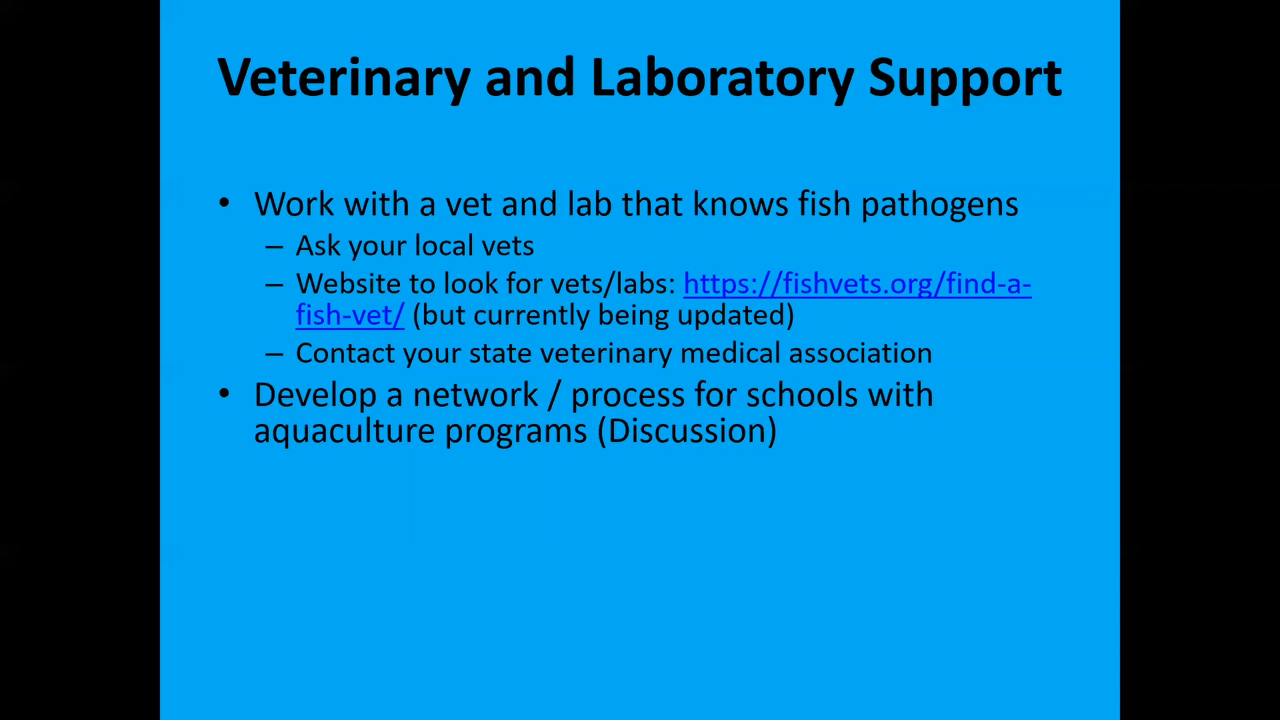 Veterinary and Laboratory Support
• Work with a vet and lab that knows fish pathogens
– Ask your local vets
– Website to look for vets/labs: https://fishvets.org/find-a-
fish-vet/ (but currently being updated)
– Contact your state veterinary medical association
• Develop a network / process for schools with
aquaculture programs (Discussion)